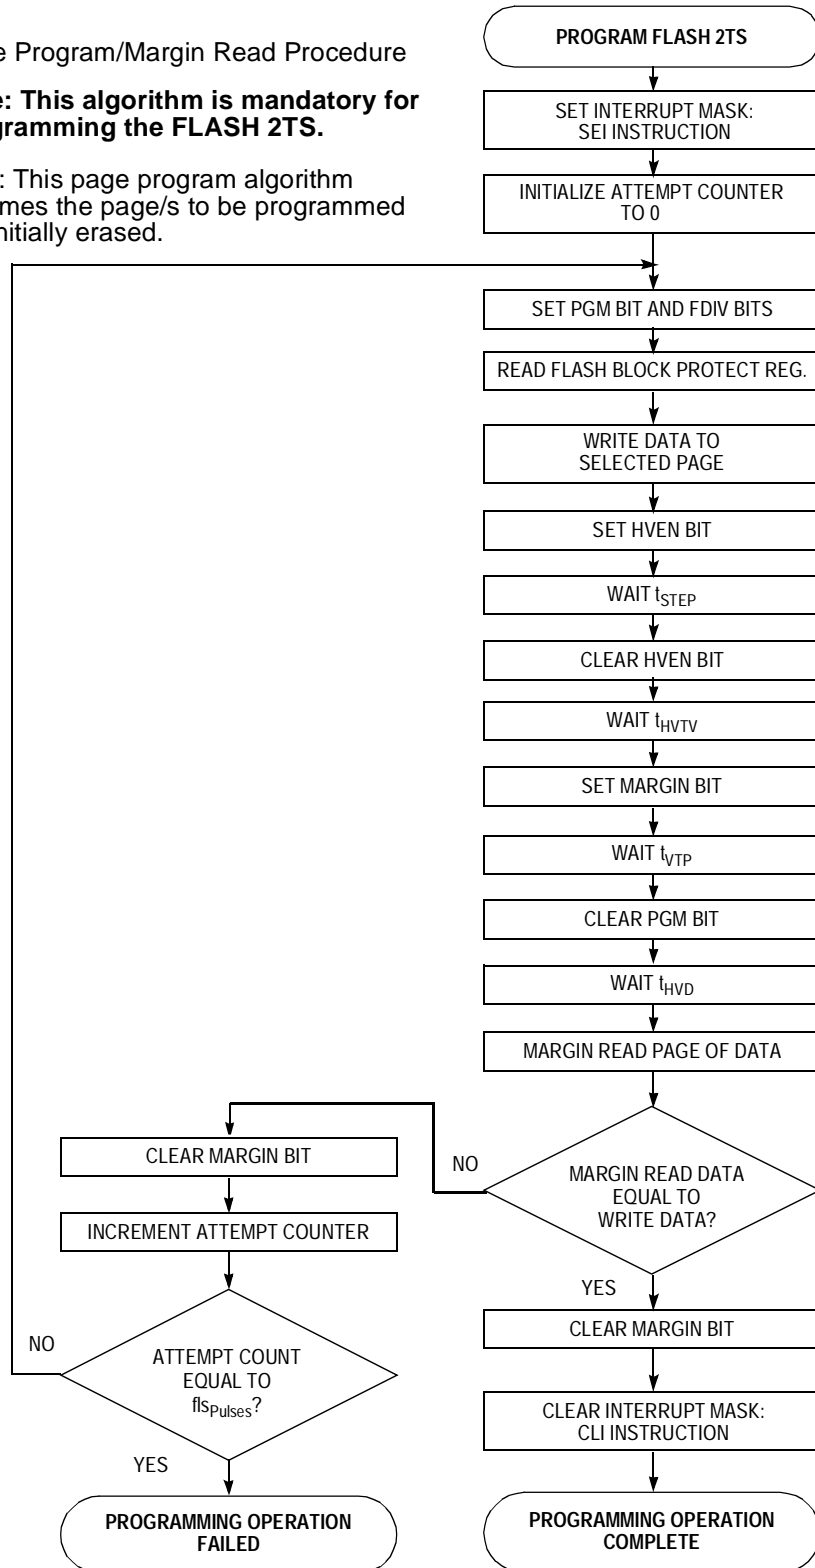 e Program/Margin Read Procedure
e: This algorithm is mandatory for
gramming the FLASH 2TS.
: This page program algorithm
mes the page/s to be programmed
nitially erased.
PROGRAM FLASH 2TS
SET INTERRUPT MASK:
SEI INSTRUCTION
INITIALIZE ATTEMPT COUNTER
TO 0
SET PGM BIT AND FDIV BITS
READ FLASH BLOCK PROTECT REG.
WRITE DATA TO
SELECTED PAGE
SET HVEN BIT
WAIT tSTEP
CLEAR HVEN BIT
WAIT tHVTV
SET MARGIN BIT
WAIT tVTP
CLEAR PGM BIT
WAIT tHVD
MARGIN READ PAGE OF DATA
MARGIN READ DATA
EQUAL TO
WRITE DATA?
NO
CLEAR MARGIN BIT
INCREMENT ATTEMPT COUNTER
ATTEMPT COUNT
EQUAL TO
flsPulses?
NO
YES
PROGRAMMING OPERATION
FAILED
YES
CLEAR MARGIN BIT
CLEAR INTERRUPT MASK:
CLI INSTRUCTION
PROGRAMMING OPERATION
COMPLETE